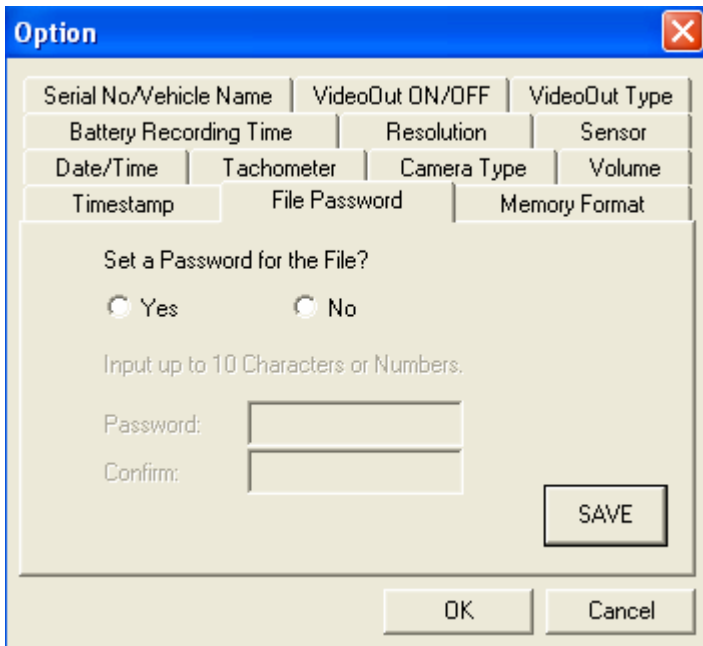 Option
Serial No/Vehicle Name VideoOut ON/OFF VideoOut Type
Battery Recording Time Resolution Sensor
Date/Time Tachometer Camera Type Volume
Timestamp File Password Memory Format
Set a Password for the File?
Yes No
Input up to 10 Characters or Numbers.
Password:
Confirm:
SAVE
OK Cancel